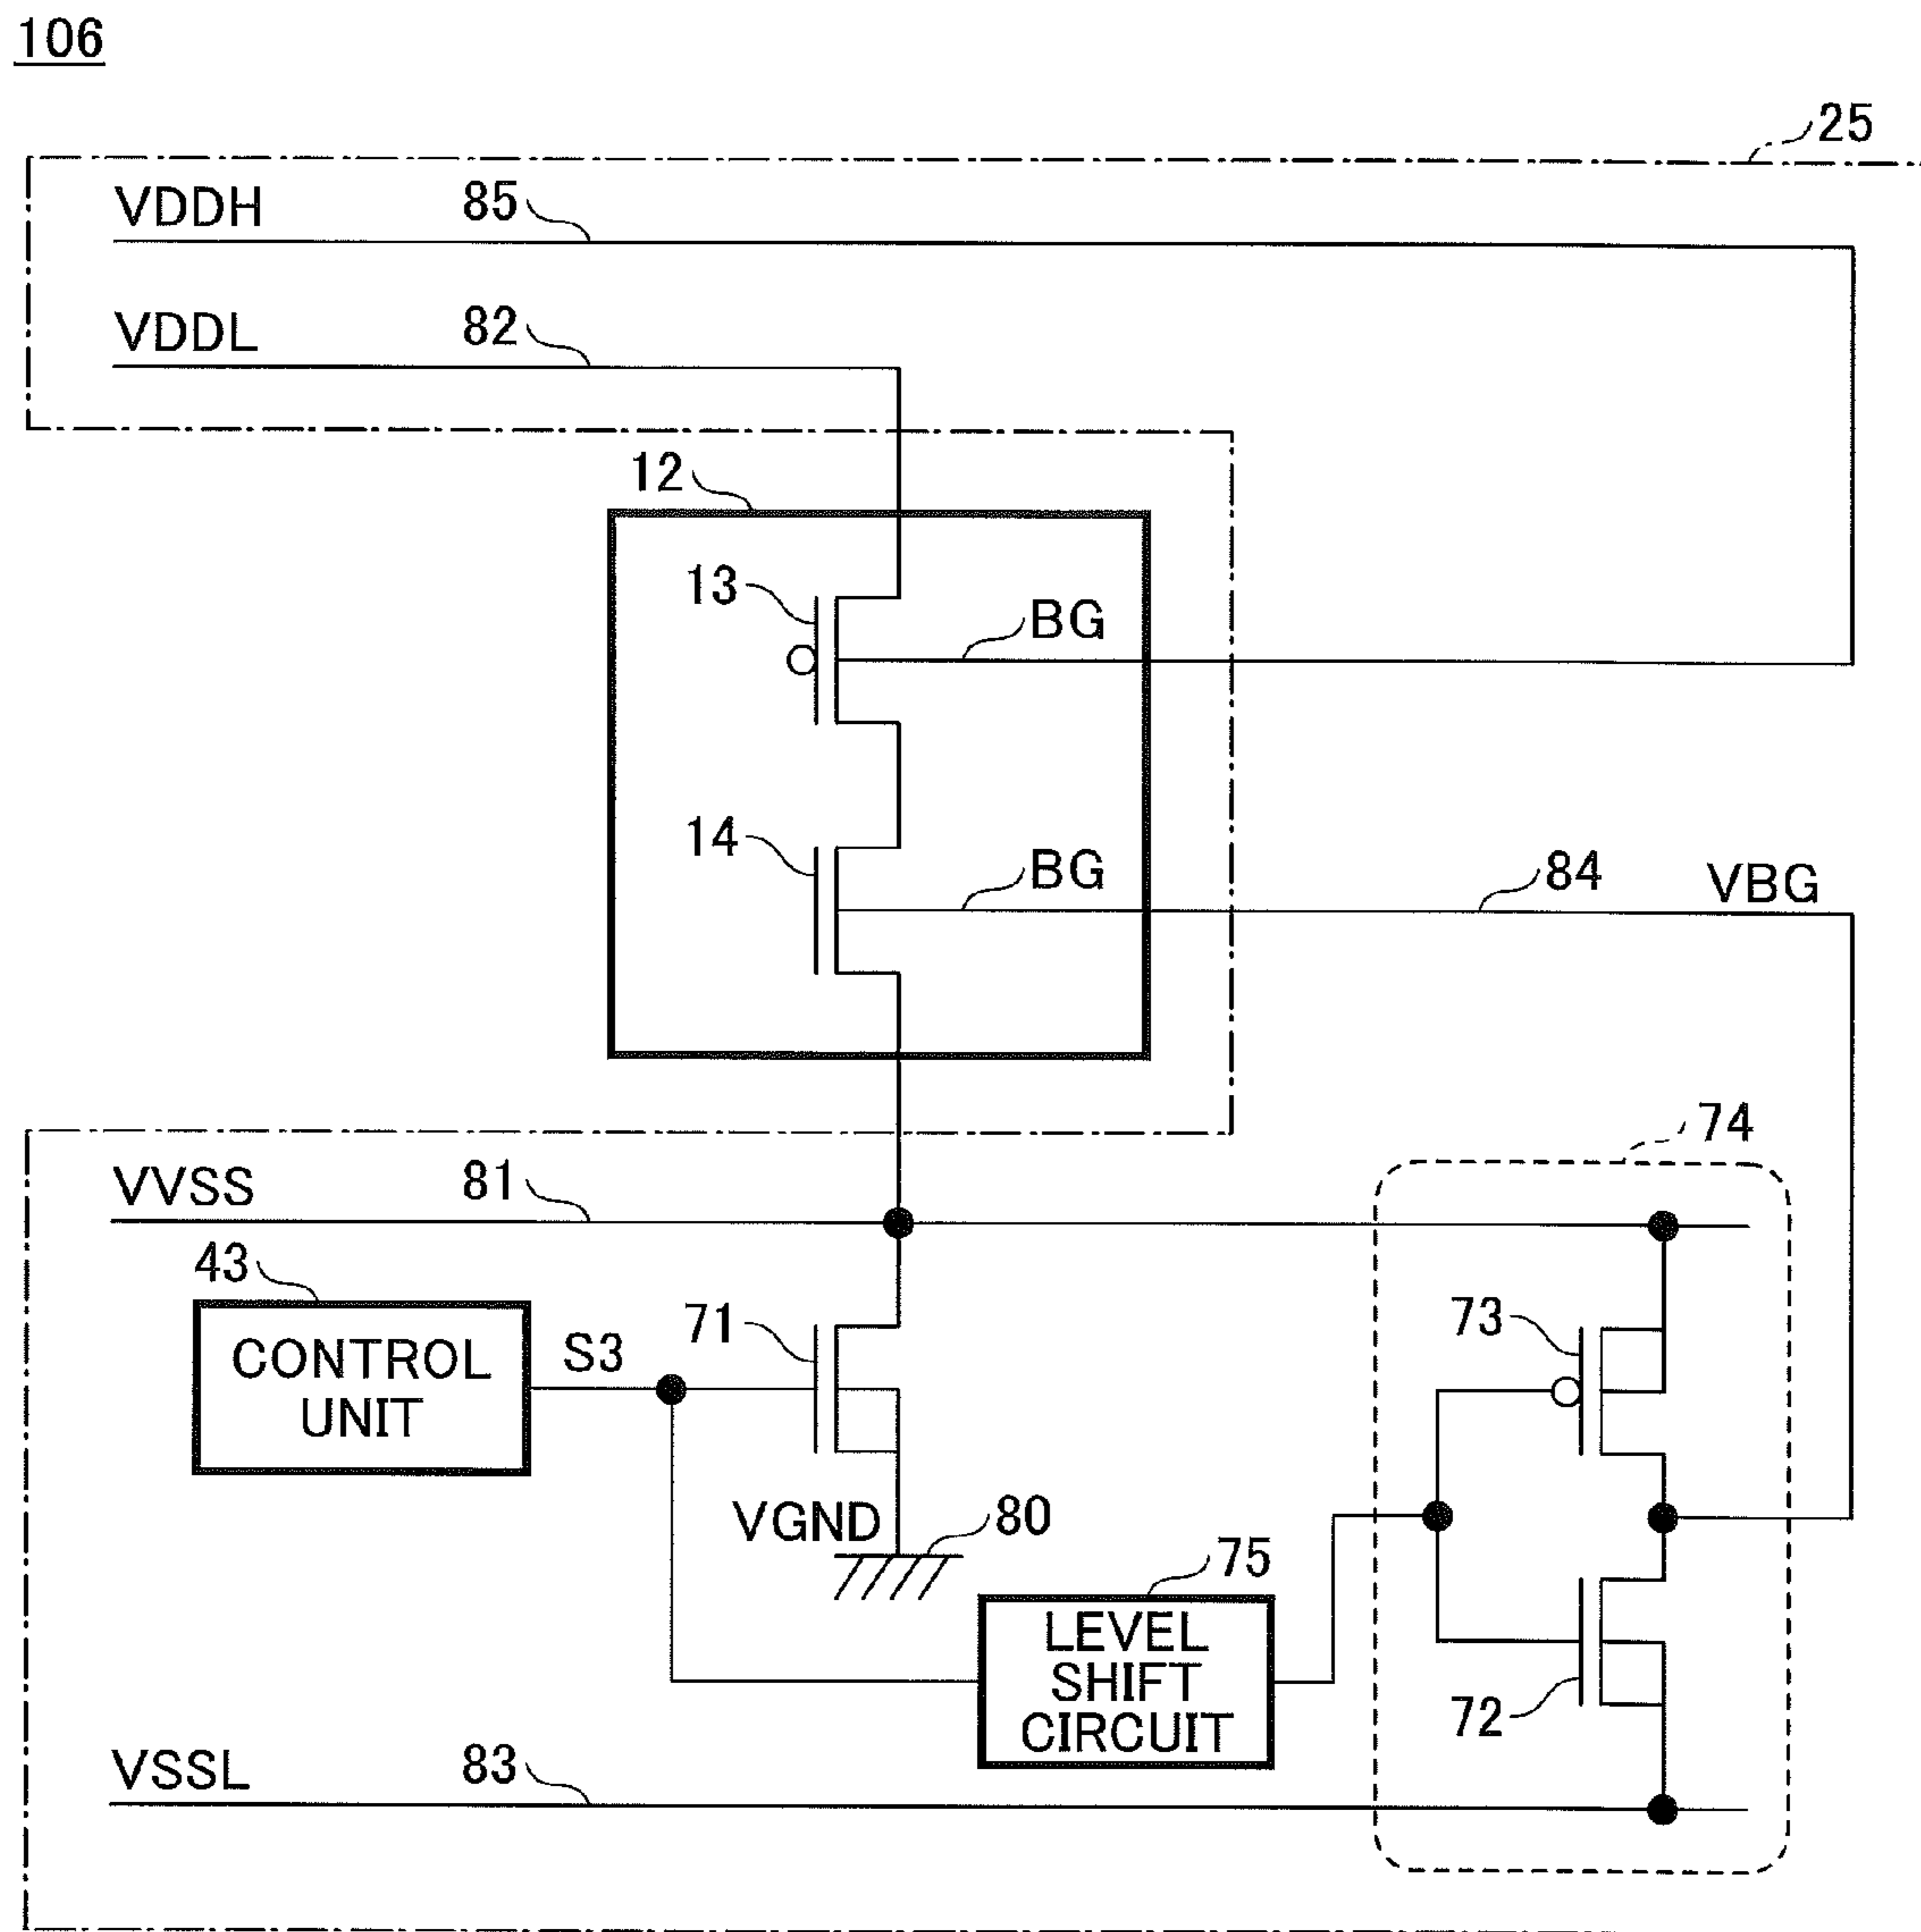 106
25
VDDH 85
VDDL 82
12
13 BG
14 BG 84 VBG
74
VVSS 81
43 71 73
CONTROL
UNIT
S3
VGND 80
75
LEVEL
SHIFT
CIRCUIT
72
VSSL 83